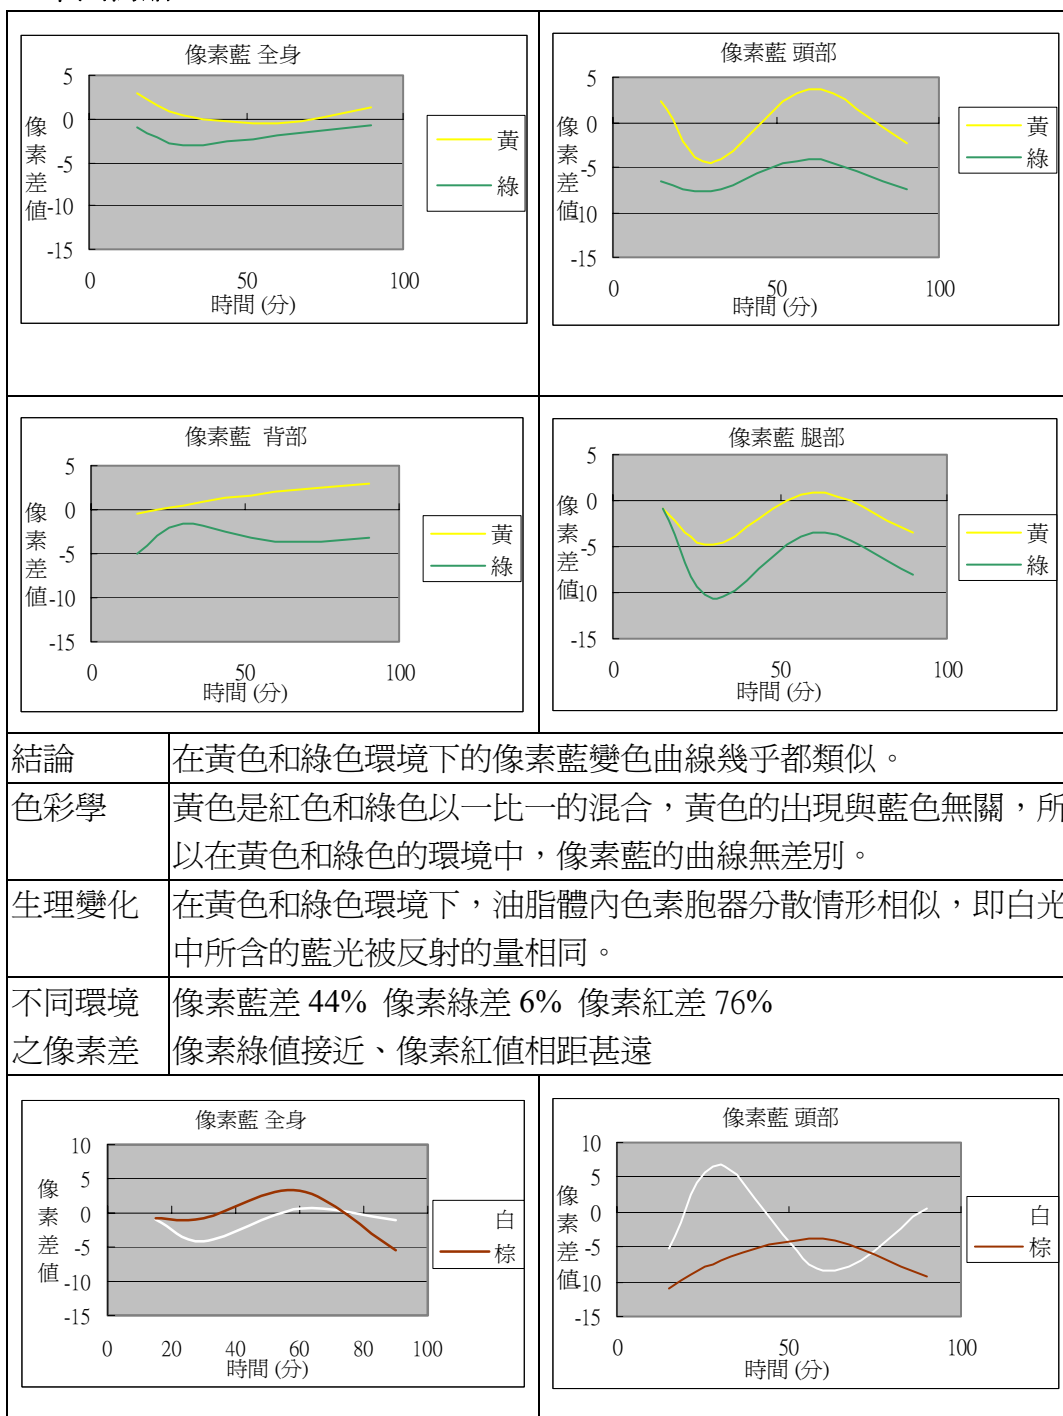 像素藍 全身
5
0
-5
-10
-15
像素差值
0
50
100
時間 (分)
黃
綠
像素藍 頭部
5
0
-5
-10
-15
像素差值
0
50
100
時間 (分)
黃
綠
像素藍 背部
5
0
-5
-10
-15
像素差值
0
50
100
時間 (分)
黃
綠
像素藍 腿部
5
0
-5
-10
-15
像素差值
0
50
100
時間 (分)
黃
綠
結論 在黃色和綠色環境下的像素藍變色曲線幾乎都類似。
色彩學 黃色是紅色和綠色以一比一的混合,黃色的出現與藍色無關,所
以在黃色和綠色的環境中,像素藍的曲線無差別。
生理變化 在黃色和綠色環境下,油脂體內色素胞器分散情形相似,即白光
中所含的藍光被反射的量相同。
不同環境 像素藍差 44% 像素綠差 6% 像素紅差 76%
之像素差 像素綠值接近、像素紅值相距甚遠
像素藍 全身
10
5
0
-5
-10
-15
像素差值
0 20 40 60 80 100
時間 (分)
白
棕
像素藍 頭部
10
5
0
-5
-10
-15
像素差值
0
50
100
時間 (分)
白
棕